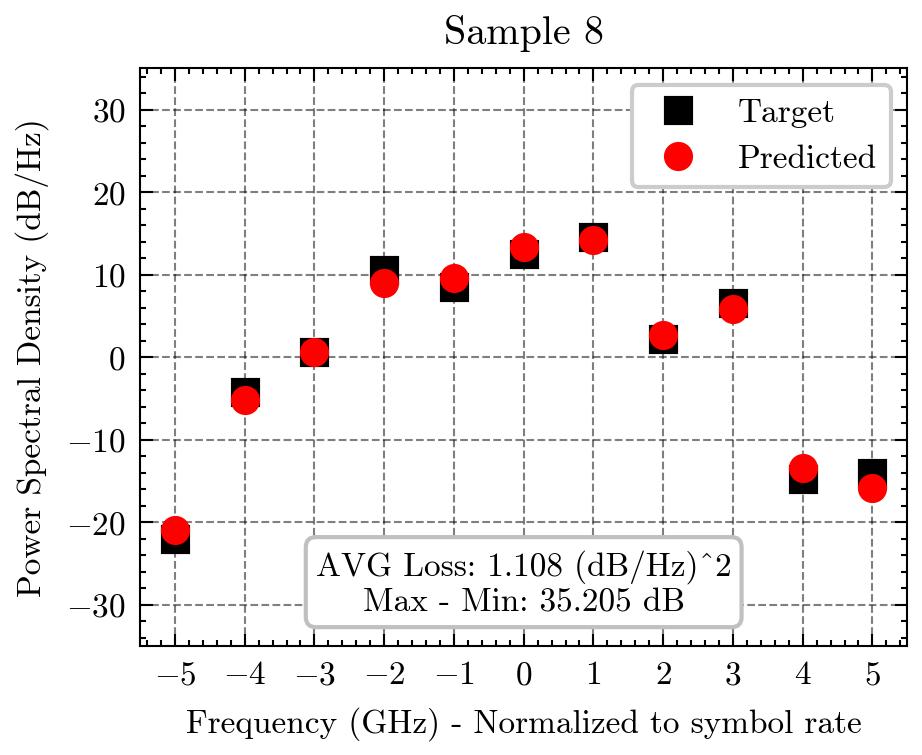 Sample 8
Power Spectral Density (dB/Hz)
30
20
10
0
−10
−20
−30
Target
Predicted
AVG Loss: 1.108 (dB/Hz)^2
Max - Min: 35.205 dB
−5 −4 −3 −2 −1 0 1 2 3 4 5
Frequency (GHz) - Normalized to symbol rate